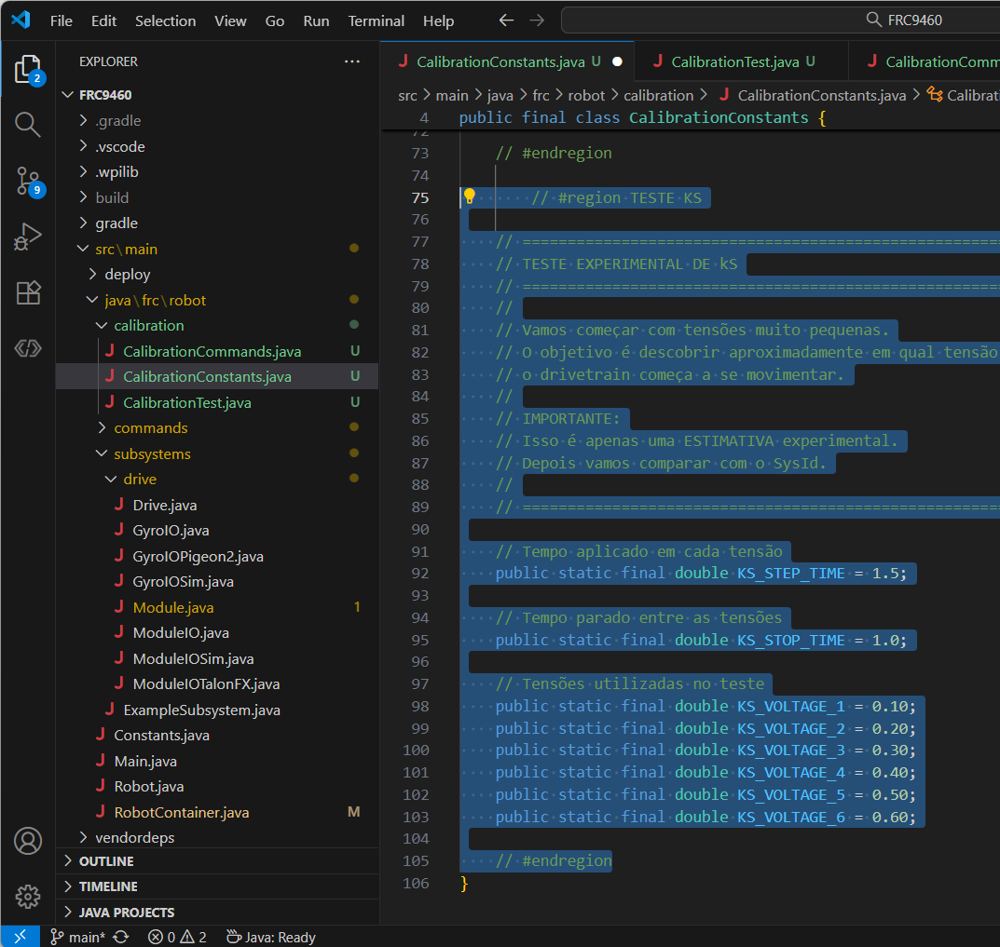 File Edit Selection View Go Run Terminal Help FRC9460
EXPLORER
FRC9460
.gradle
.vscode
.wpilib
build
gradle
src\main
deploy
java\frc\robot
calibration
CalibrationCommands.java U
CalibrationConstants.java U
CalibrationTest.java U
commands
subsystems
drive
Drive.java
GyroIO.java
GyroIOPigeon2.java
GyroIOSim.java
Module.java 1
ModuleIO.java
ModuleIOSim.java
ModuleIOTalonFX.java
ExampleSubsystem.java
Constants.java
Main.java
Robot.java
RobotContainer.java M
vendordeps
OUTLINE
TIMELINE
JAVA PROJECTS
2
9
CalibrationConstants.java U CalibrationTest.java U CalibrationComm
src > main > java > frc > robot > calibration > CalibrationConstants.java > Calibrati
4 public final class CalibrationConstants {
72
73 // #endregion
74
75 // #region TESTE KS
76
77 // =====================================================
78 // TESTE EXPERIMENTAL DE kS
79 // =====================================================
80 //
81 // Vamos começar com tensões muito pequenas.
82 // O objetivo é descobrir aproximadamente em qual tensão
83 // o drivetrain começa a se movimentar.
84 //
85 // IMPORTANTE:
86 // Isso é apenas uma ESTIMATIVA experimental.
87 // Depois vamos comparar com o SysId.
88 //
89 // =====================================================
90
91 // Tempo aplicado em cada tensão
92 public static final double KS_STEP_TIME = 1.5;
93
94 // Tempo parado entre as tensões
95 public static final double KS_STOP_TIME = 1.0;
96
97 // Tensões utilizadas no teste
98 public static final double KS_VOLTAGE_1 = 0.10;
99 public static final double KS_VOLTAGE_2 = 0.20;
100 public static final double KS_VOLTAGE_3 = 0.30;
101 public static final double KS_VOLTAGE_4 = 0.40;
102 public static final double KS_VOLTAGE_5 = 0.50;
103 public static final double KS_VOLTAGE_6 = 0.60;
104
105 // #endregion
106 }
main* 0 2 Java: Ready